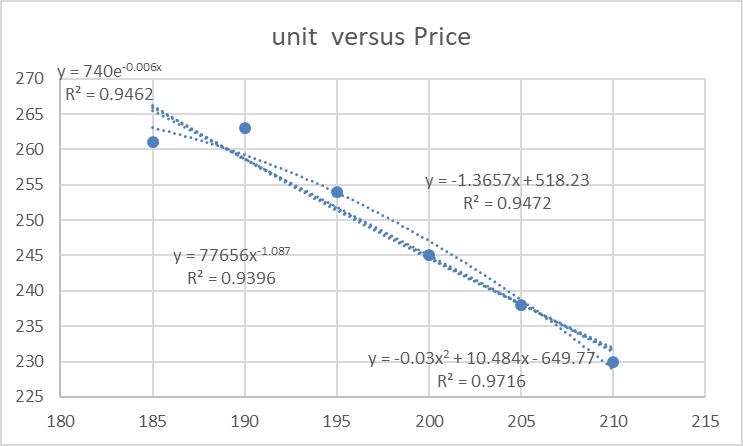 unit versus Price
y = 740e^-0.006x
R² = 0.9462
y = -1.3657x + 518.23
R² = 0.9472
y = 77656x^-1.087
R² = 0.9396
y = -0.03x² + 10.484x - 649.77
R² = 0.9716
270
265
260
255
250
245
240
235
230
225
180 185 190 195 200 205 210 215